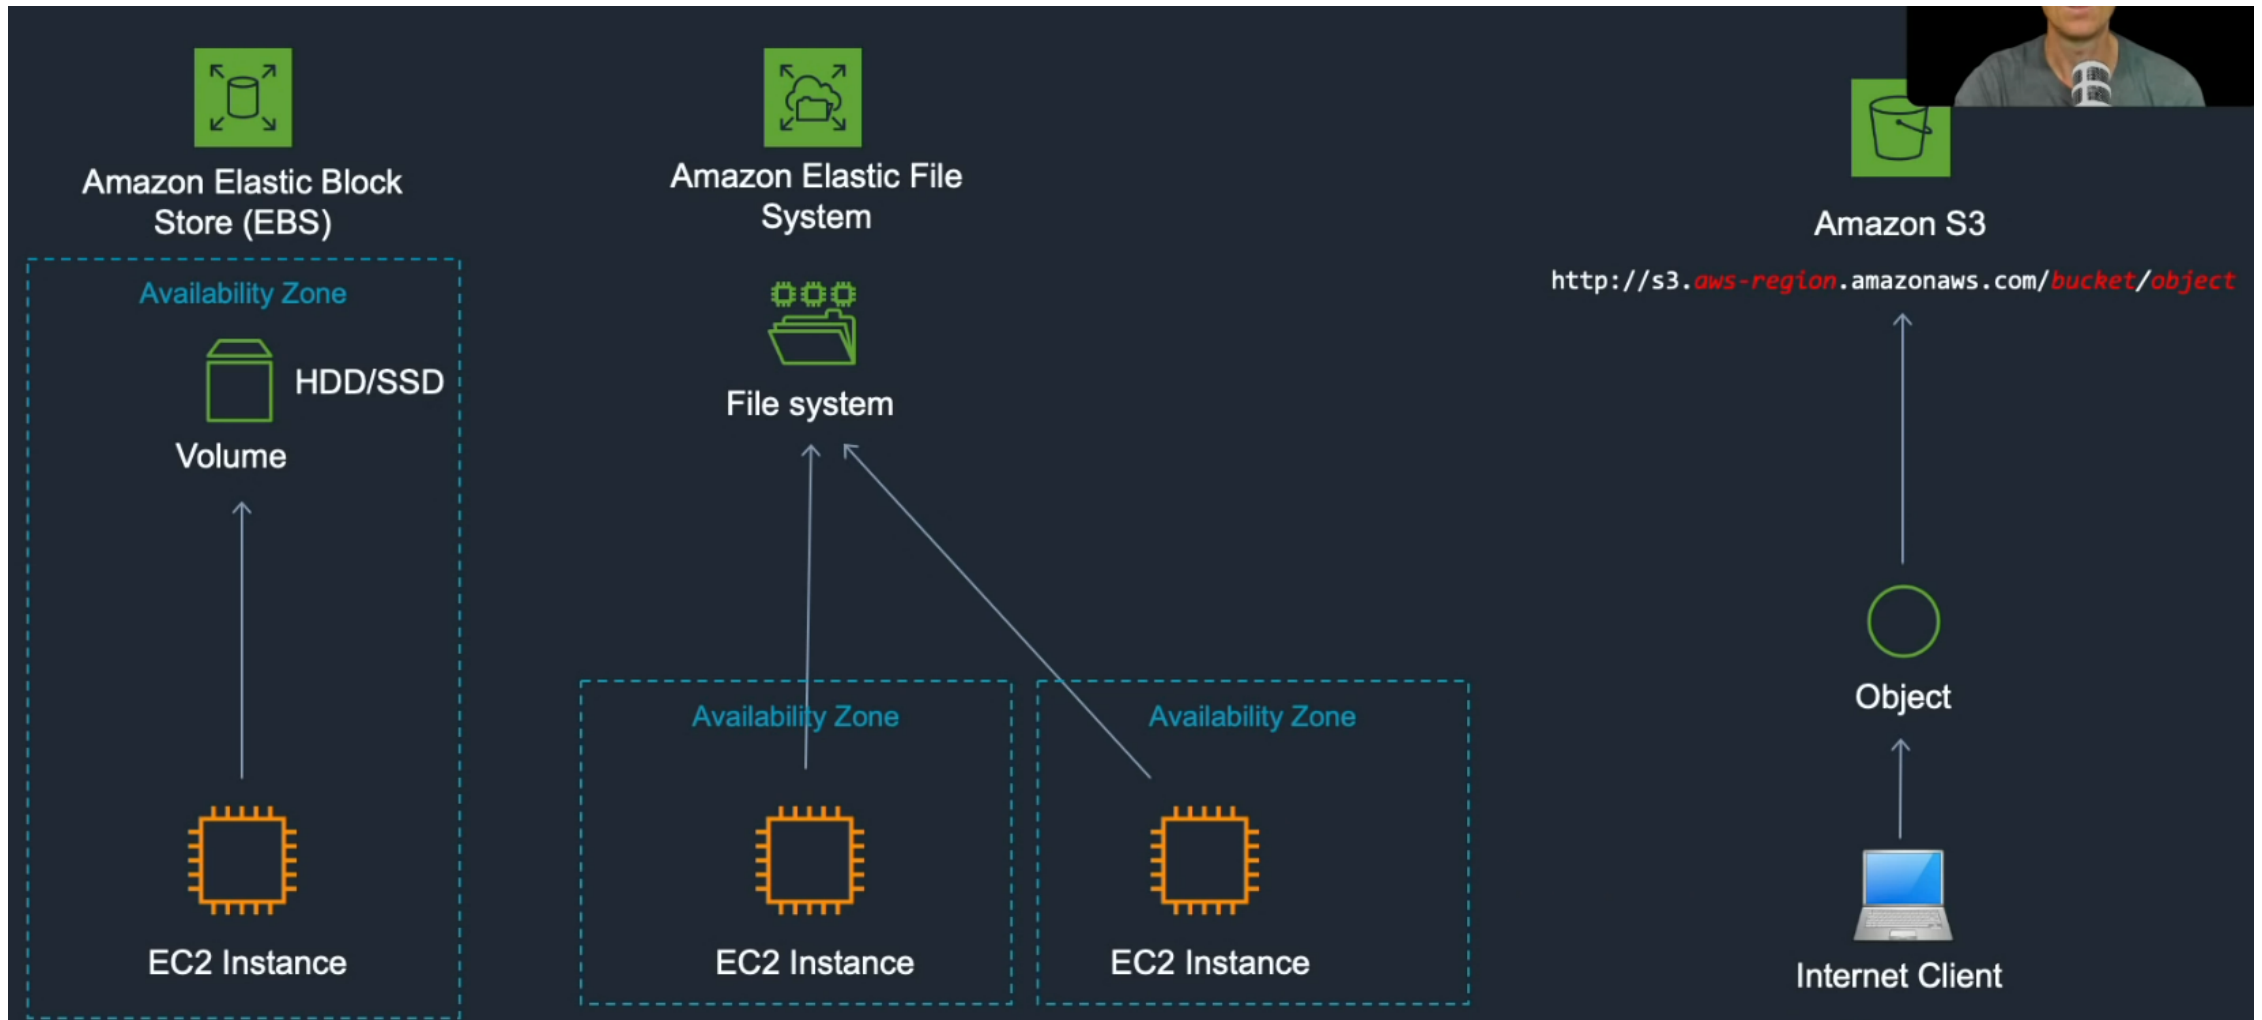 Amazon Elastic Block
Store (EBS)
Availability Zone
HDD/SSD
Volume
EC2 Instance
Amazon Elastic File
System
File system
Availability Zone
Availability Zone
EC2 Instance
EC2 Instance
Amazon S3
http://s3.aws-region.amazonaws.com/bucket/object
Object
Internet Client